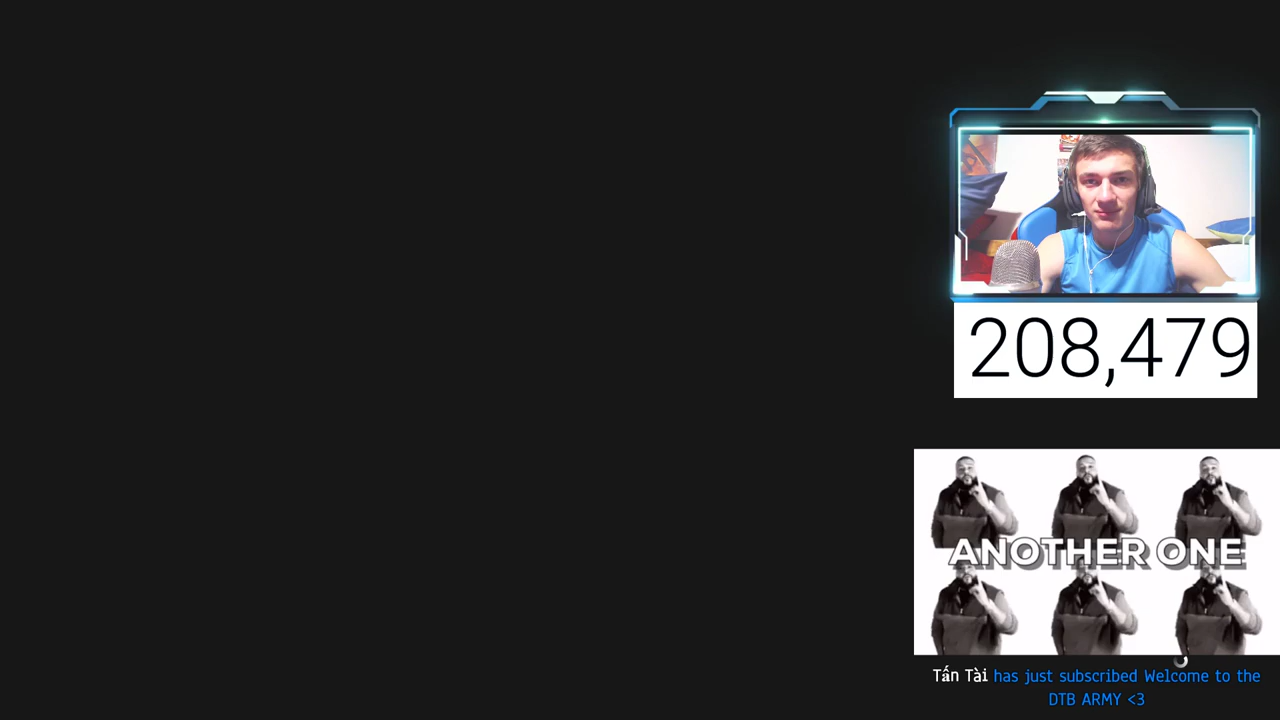 208,479
ANOTHER ONE
Tấn Tài has just subscribed Welcome to the
DTB ARMY <3